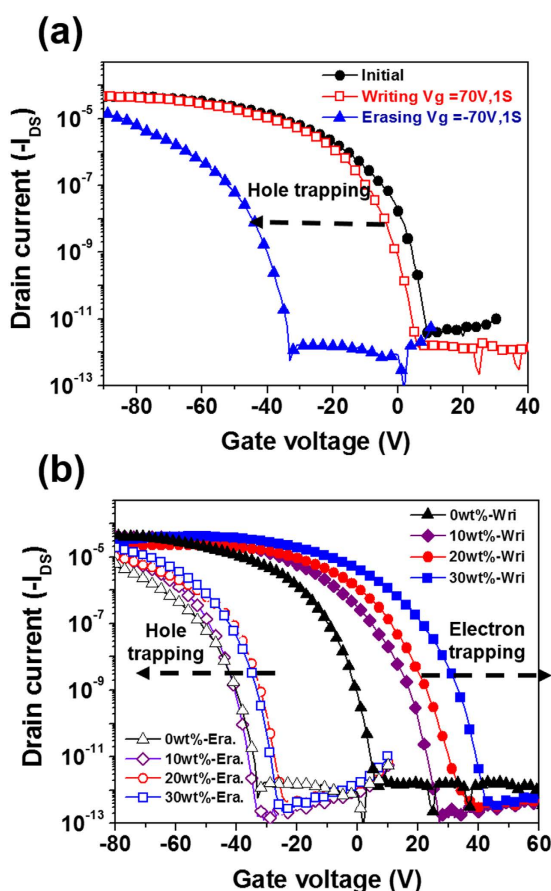 (a)
Drain current (-I_DS)
10^-5
10^-7
10^-9
10^-11
10^-13
Initial
Writing Vg =70V,1S
Erasing Vg =-70V,1S
Hole trapping
-80 -60 -40 -20 0 20 40
Gate voltage (V)
(b)
Drain current (-I_DS)
10^-5
10^-7
10^-9
10^-11
10^-13
0wt%-Wri
10wt%-Wri
20wt%-Wri
30wt%-Wri
Hole
trapping
Electron
trapping
0wt%-Era.
10wt%-Era.
20wt%-Era.
30wt%-Era.
-80 -60 -40 -20 0 20 40 60
Gate voltage (V)